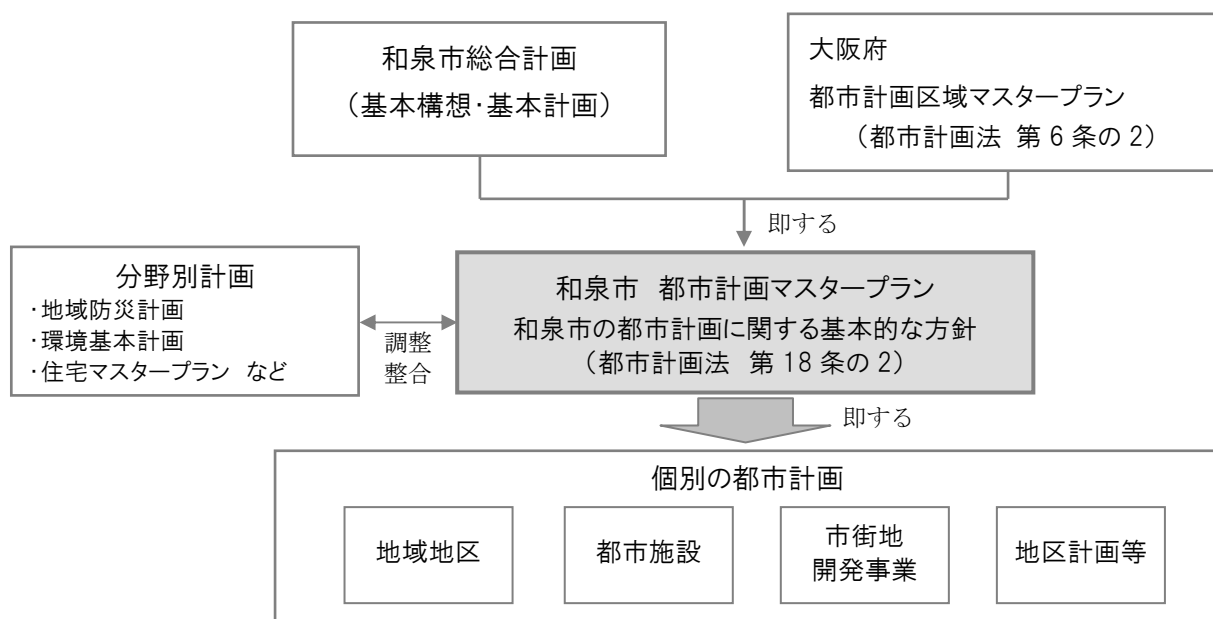 和泉市総合計画
（基本構想・基本計画）
大阪府
都市計画区域マスタープラン
（都市計画法 第6条の2）
即する
分野別計画
・地域防災計画
・環境基本計画
・住宅マスタープラン など
調整
整合
和泉市 都市計画マスタープラン
和泉市の都市計画に関する基本的な方針
（都市計画法 第18条の2）
即する
個別の都市計画
地域地区
都市施設
市街地
開発事業
地区計画等